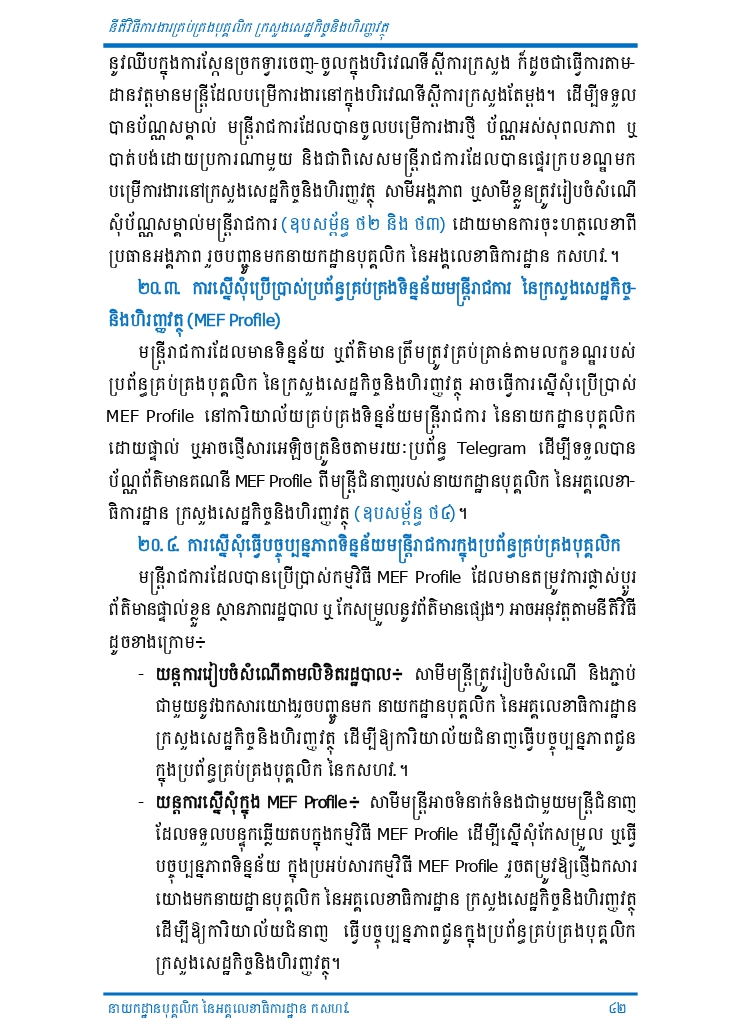 នីតិវិធីការងារគ្រប់គ្រងបុគ្គលិក ក្រសួងសេដ្ឋកិច្ចនិងហិរញ្ញវត្ថុ
នូវឈីបក្នុងការស្កែនច្រកទ្វារចេញ-ចូលក្នុងបរិវេណទីស្តីការក្រសួង ក៏ដូចជាធ្វើការតាម-
ដានវត្តមានមន្ត្រីដែលបម្រើការងារនៅក្នុងបរិវេណទីស្តីការក្រសួងតែម្តង។ ដើម្បីទទួល
បានប័ណ្ណសម្គាល់ មន្ត្រីរាជការដែលបានចូលបម្រើការងារថ្មី ប័ណ្ណអស់សុពលភាព ឬ
បាត់បង់ដោយប្រការណាមួយ និងជាពិសេសមន្ត្រីរាជការដែលបានផ្ទេរក្របខណ្ឌមក
បម្រើការងារនៅក្រសួងសេដ្ឋកិច្ចនិងហិរញ្ញវត្ថុ សាមីអង្គភាព ឬសាមីខ្លួនត្រូវរៀបចំសំណើ
សុំប័ណ្ណសម្គាល់មន្ត្រីរាជការ (ឧបសម្ព័ន្ធ ថ២ និង ថ៣) ដោយមានការចុះហត្ថលេខាពី
ប្រធានអង្គភាព រួចបញ្ជូនមកនាយកដ្ឋានបុគ្គលិក នៃអគ្គលេខាធិការដ្ឋាន កសហវ.។
២០.៣. ការស្នើសុំប្រើប្រាស់ប្រព័ន្ធគ្រប់គ្រងទិន្នន័យមន្ត្រីរាជការ នៃក្រសួងសេដ្ឋកិច្ច-
និងហិរញ្ញវត្ថុ (MEF Profile)
មន្ត្រីរាជការដែលមានទិន្នន័យ ឬព័ត៌មានត្រឹមត្រូវគ្រប់គ្រាន់តាមលក្ខខណ្ឌរបស់
ប្រព័ន្ធគ្រប់គ្រងបុគ្គលិក នៃក្រសួងសេដ្ឋកិច្ចនិងហិរញ្ញវត្ថុ អាចធ្វើការស្នើសុំប្រើប្រាស់
MEF Profile នៅការិយាល័យគ្រប់គ្រងទិន្នន័យមន្ត្រីរាជការ នៃនាយកដ្ឋានបុគ្គលិក
ដោយផ្ទាល់ ឬអាចផ្ញើសារអេឡិចត្រូនិចតាមរយៈប្រព័ន្ធ Telegram ដើម្បីទទួលបាន
ប័ណ្ណព័ត៌មានគណនី MEF Profile ពីមន្ត្រីជំនាញរបស់នាយកដ្ឋានបុគ្គលិក នៃអគ្គលេខា-
ធិការដ្ឋាន ក្រសួងសេដ្ឋកិច្ចនិងហិរញ្ញវត្ថុ (ឧបសម្ព័ន្ធ ថ៤)។
២០.៤. ការស្នើសុំធ្វើបច្ចុប្បន្នភាពទិន្នន័យមន្ត្រីរាជការក្នុងប្រព័ន្ធគ្រប់គ្រងបុគ្គលិក
មន្ត្រីរាជការដែលបានប្រើប្រាស់កម្មវិធី MEF Profile ដែលមានតម្រូវការផ្លាស់ប្តូរ
ព័ត៌មានផ្ទាល់ខ្លួន ស្ថានភាពរដ្ឋបាល ឬ កែសម្រួលនូវព័ត៌មានផ្សេងៗ អាចអនុវត្តតាមនីតិវិធី
ដូចខាងក្រោម៖
- យន្តការរៀបចំសំណើតាមលិខិតរដ្ឋបាល៖ សាមីមន្ត្រីត្រូវរៀបចំសំណើ និងភ្ជាប់
ជាមួយនូវឯកសារយោងរួចបញ្ជូនមក នាយកដ្ឋានបុគ្គលិក នៃអគ្គលេខាធិការដ្ឋាន
ក្រសួងសេដ្ឋកិច្ចនិងហិរញ្ញវត្ថុ ដើម្បីឱ្យការិយាល័យជំនាញធ្វើបច្ចុប្បន្នភាពជូន
ក្នុងប្រព័ន្ធគ្រប់គ្រងបុគ្គលិក នៃកសហវ.។
- យន្តការស្នើសុំក្នុង MEF Profile៖ សាមីមន្ត្រីអាចទំនាក់ទំនងជាមួយមន្ត្រីជំនាញ
ដែលទទួលបន្ទុកឆ្លើយតបក្នុងកម្មវិធី MEF Profile ដើម្បីស្នើសុំកែសម្រួល ឬធ្វើ
បច្ចុប្បន្នភាពទិន្នន័យ ក្នុងប្រអប់សារកម្មវិធី MEF Profile រួចតម្រូវឱ្យផ្ញើឯកសារ
យោងមកនាយដ្ឋានបុគ្គលិក នៃអគ្គលេខាធិការដ្ឋាន ក្រសួងសេដ្ឋកិច្ចនិងហិរញ្ញវត្ថុ
ដើម្បីឱ្យការិយាល័យជំនាញ ធ្វើបច្ចុប្បន្នភាពជូនក្នុងប្រព័ន្ធគ្រប់គ្រងបុគ្គលិក
ក្រសួងសេដ្ឋកិច្ចនិងហិរញ្ញវត្ថុ។
នាយកដ្ឋានបុគ្គលិក នៃអគ្គលេខាធិការដ្ឋាន កសហវ. ៤២